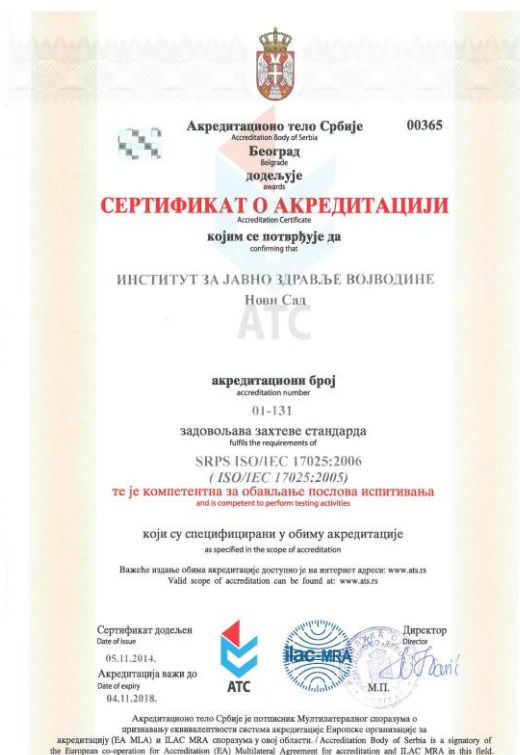 Акредитационо тело Србије 00365
Accreditation Body of Serbia
Београд
Belgrade
додељује
awards
СЕРТИФИКАТ О АКРЕДИТАЦИЈИ
Accreditation Certificate
којим се потврђује да
confirming that
ИНСТИТУТ ЗА ЈАВНО ЗДРАВЉЕ ВОЈВОДИНЕ
Нови Сад
АТС
акредитациони број
accreditation number
01-131
задовољава захтеве стандарда
fulfils the requirements of
SRPS ISO/IEC 17025:2006
( ISO/IEC 17025:2005)
те је компетентна за обављање послова испитивања
and is competent to perform testing activities
који су специфицирани у обиму акредитације
as specified in the scope of accreditation
Важеће издање обима акредитације доступно је на интернет адреси: www.ats.rs
Valid scope of accreditation can be found at: www.ats.rs
Сертификат додељен
Date of issue
05.11.2014.
Акредитација важи до
Date of expiry
04.11.2018.
АТС
ilac-MRA
Директор
Director
М.П.
Акредитационо тело Србије је потписник Мултилатералног споразума о
признавању еквивалентности система акредитације Европске организације за
акредитацију (EA MLA) и ILAC MRA споразума у овој области. / Accreditation Body of Serbia is a signatory of
the European co-operation for Accreditation (EA) Multilateral Agreement for accreditation and ILAC MRA in this field.